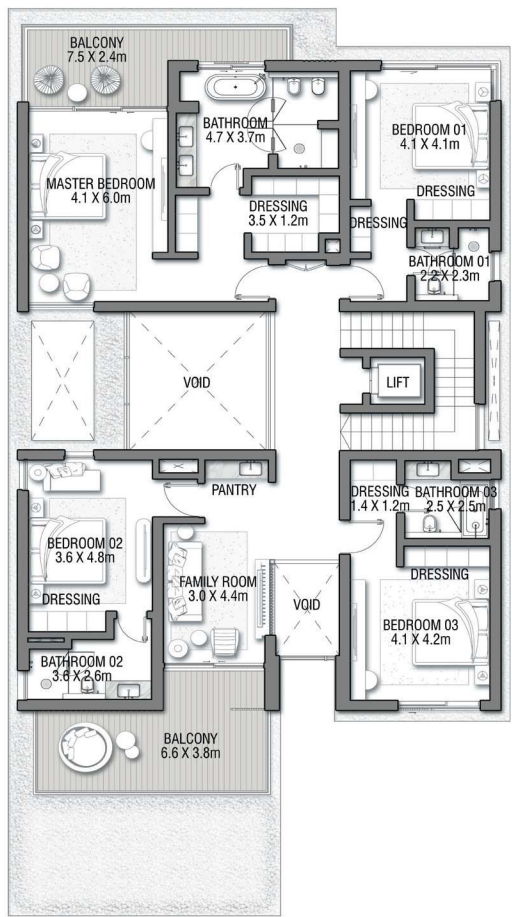 BALCONY
7.5 X 2.4m
BATHROOM
4.7 X 3.7m
BEDROOM 01
4.1 X 4.1m
MASTER BEDROOM
4.1 X 6.0m
DRESSING
DRESSING
3.5 X 1.2m
DRESSING
BATHROOM 01
2.2 X 2.3m
VOID
LIFT
PANTRY
DRESSING
1.4 X 1.2m
BATHROOM 03
2.5 X 2.5m
BEDROOM 02
3.6 X 4.8m
DRESSING
FAMILY ROOM
3.0 X 4.4m
VOID
DRESSING
BEDROOM 03
4.1 X 4.2m
BATHROOM 02
3.6 X 2.6m
BALCONY
6.6 X 3.8m